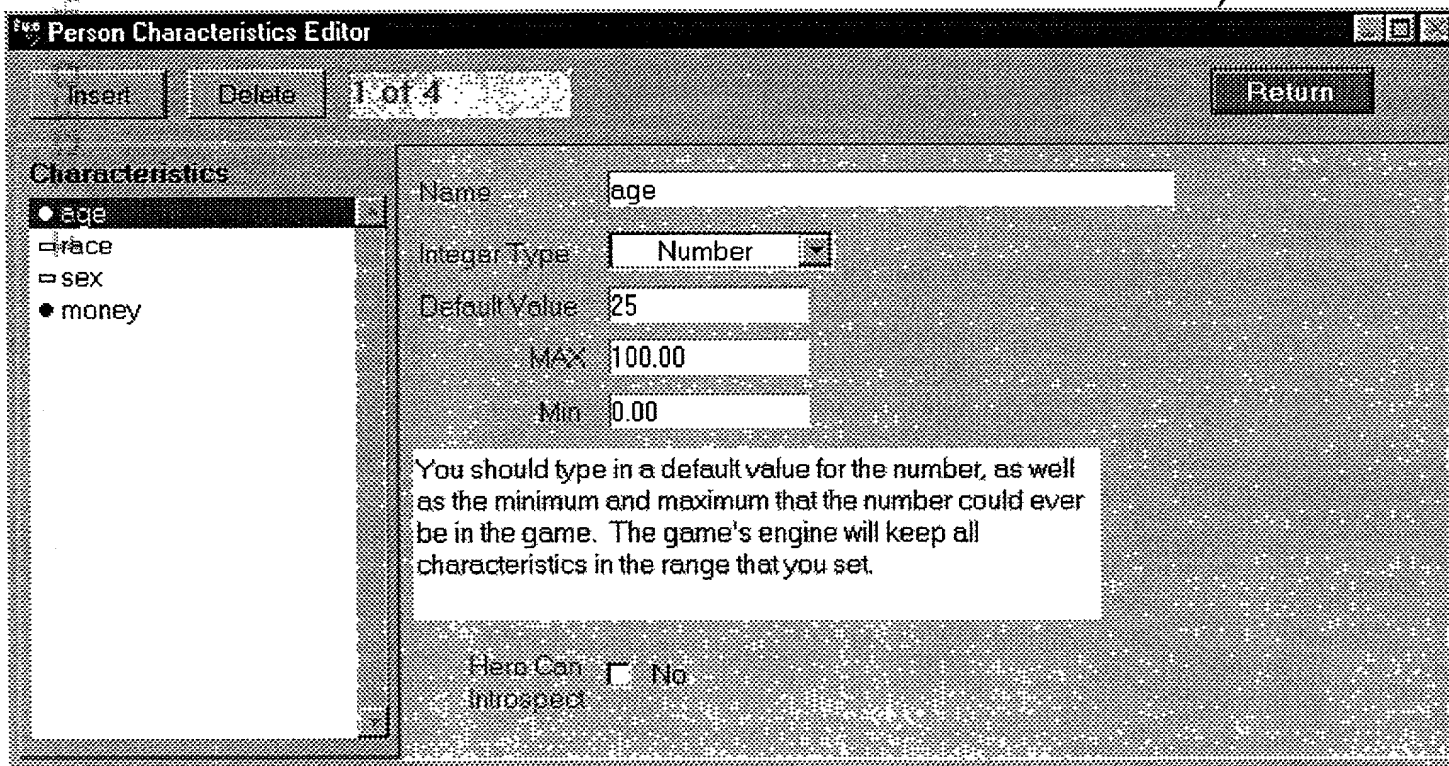 Person Characteristics Editor
Insert Delete 1 of 4 Return
Characteristics
age
race
sex
money
Name age
Integer Type Number
Default Value 25
MAX 100.00
Min 0.00
You should type in a default value for the number, as well
as the minimum and maximum that the number could ever
be in the game. The game's engine will keep all
characteristics in the range that you set.
Hero Can
Introspect No